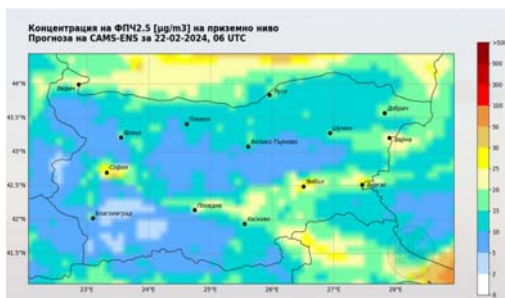 Концентрация на ФПЧ2.5 [µg/m3] на приземно ниво
Прогноза на CAMS-ENS за 22-02-2024, 06 UTC
>500
500
300
100
50
30
25
20
15
10
5
2
0
44°N
43.5°N
43°N
42.5°N
42°N
41.5°N
23°E
24°E
25°E
26°E
27°E
28°E
Видин
Русе
Добрич
Плевен
Враца
Шумен
Варна
Велико Търново
София
Ямбол
Бургас
Пловдив
Благоевград
Хасково